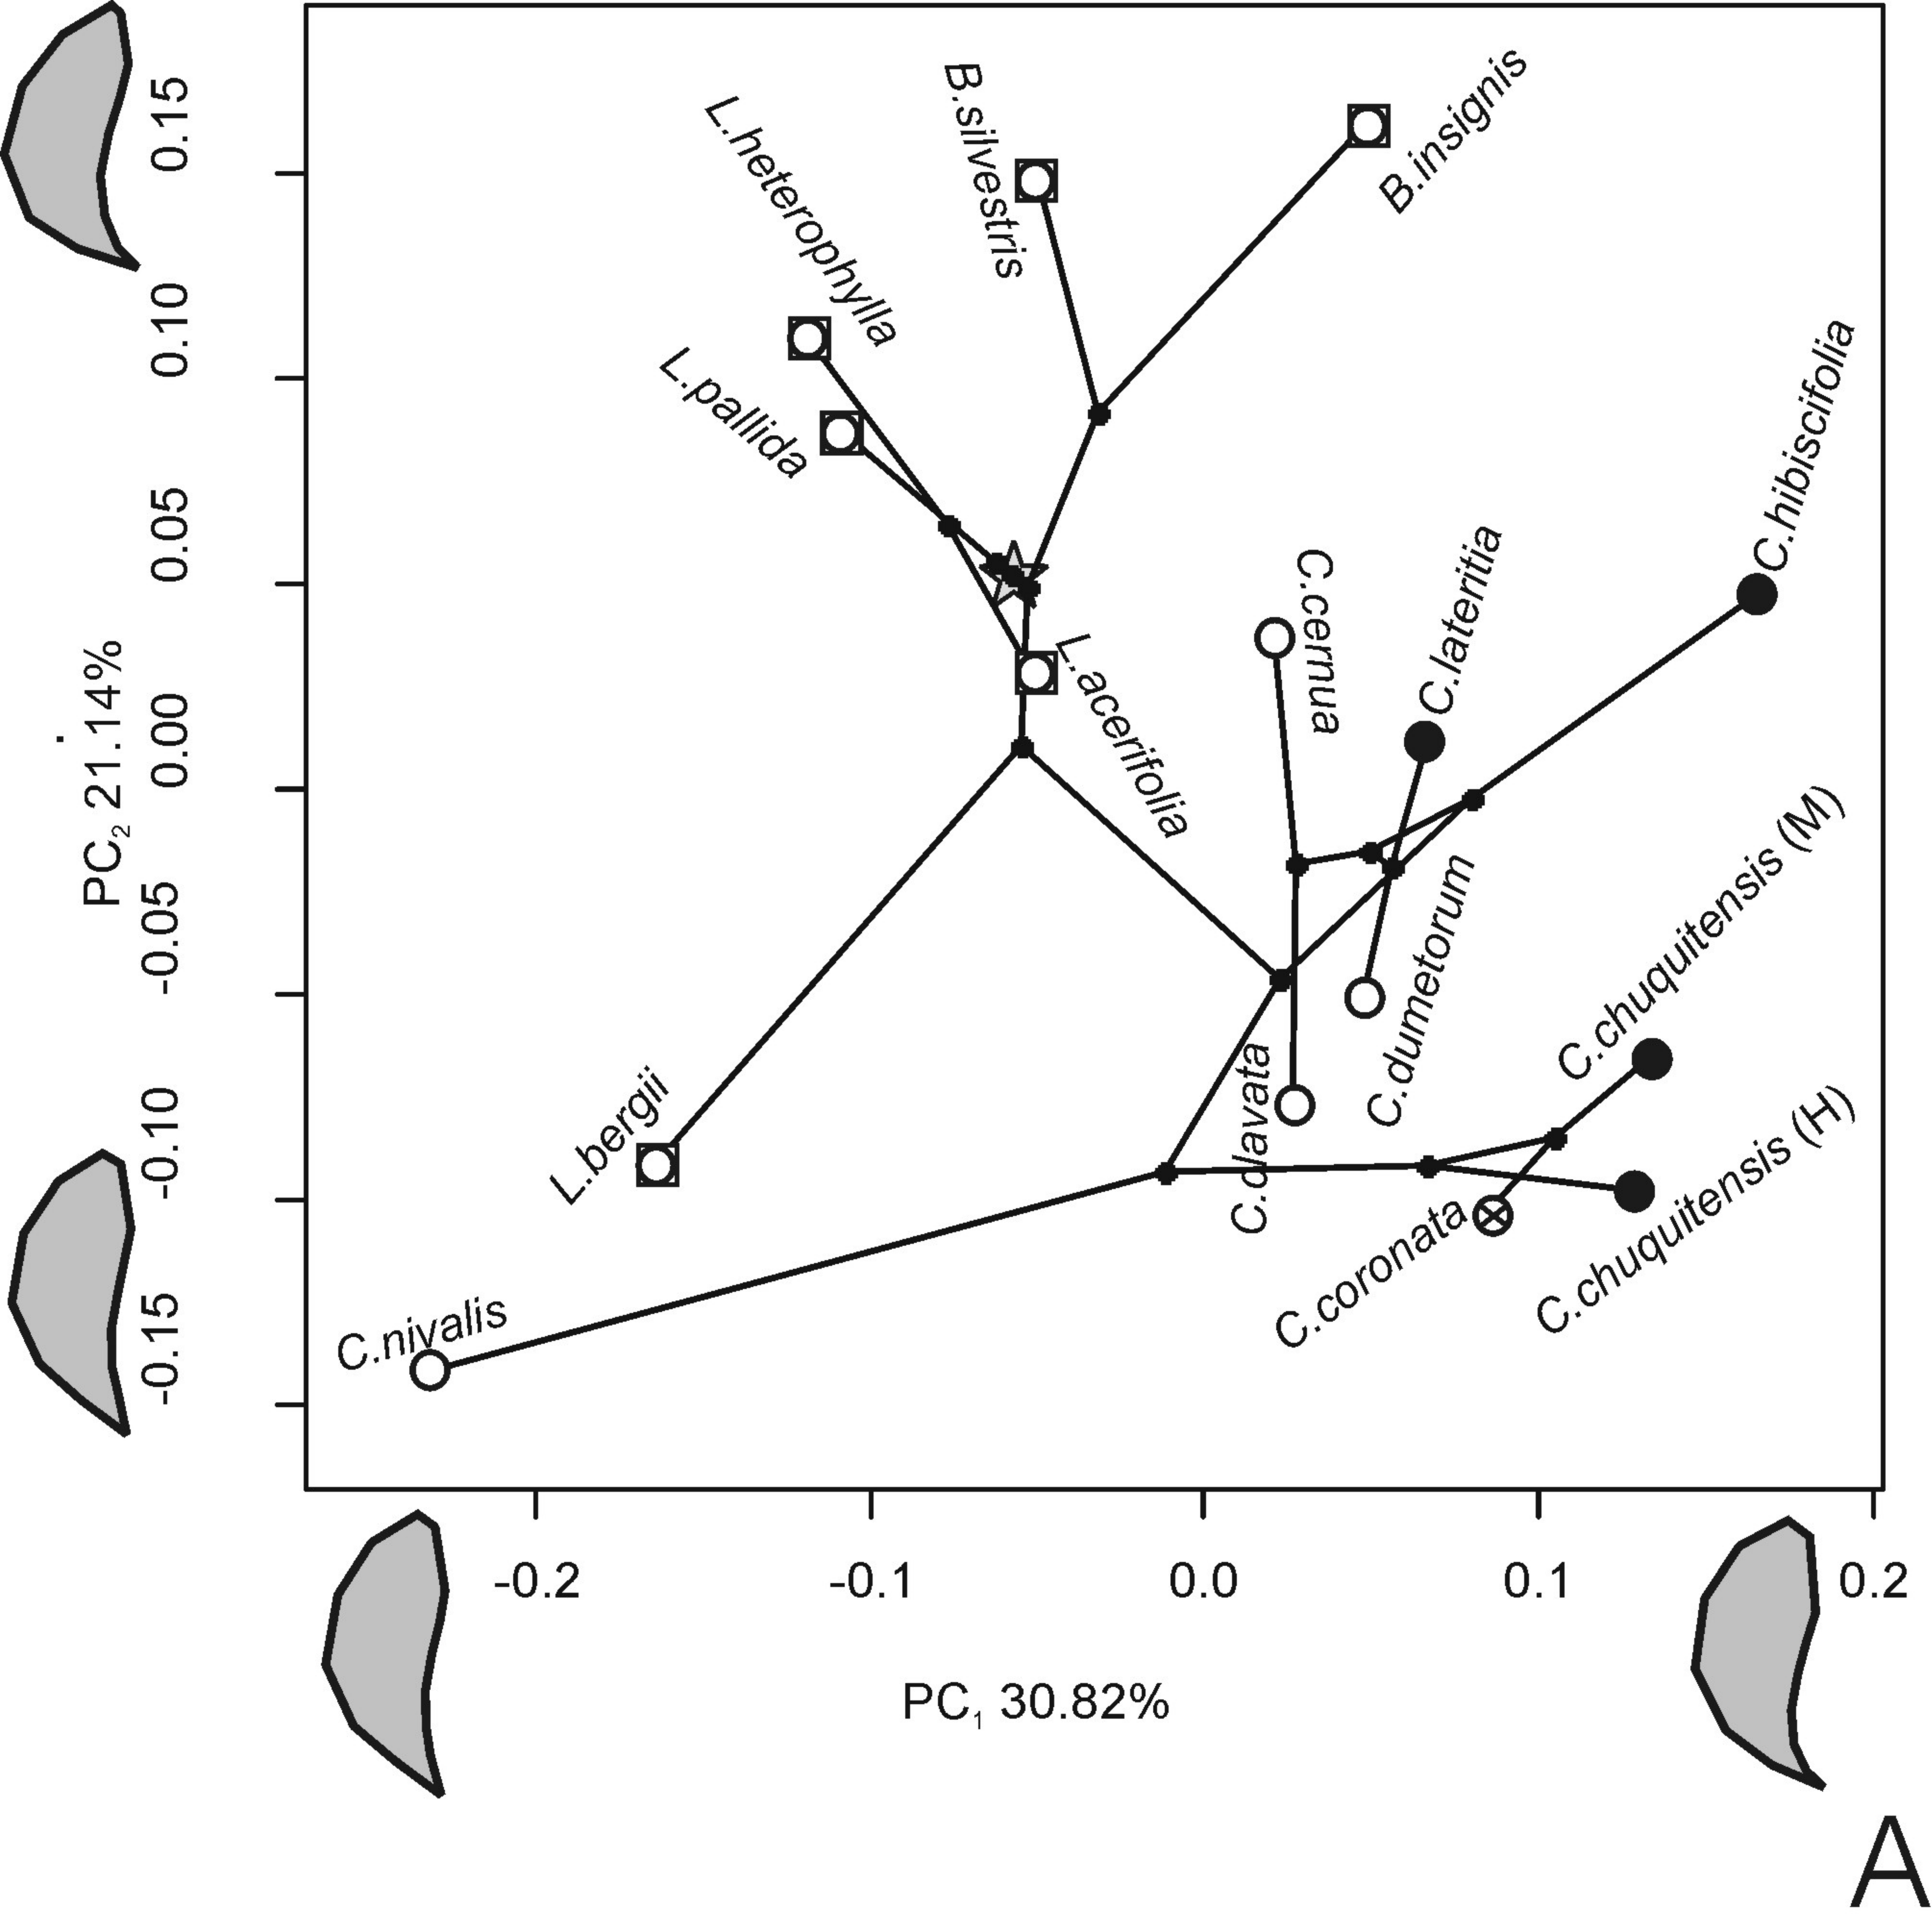 0.15
0.10
0.05
0.00
-0.05
-0.10
-0.15
PC2 21.14%
B.silvestris
B.insignis
L.heterophylla
L.pallida
C.hibiscifolia
C.lateritia
C.cernua
L.acerifolia
C.chuquitensis (M)
C.dumetorum
C.clavata
L.bergii
C.chuquitensis (H)
C.coronata
C.nivalis
-0.2 -0.1 0.0 0.1 0.2
PC1 30.82%
A